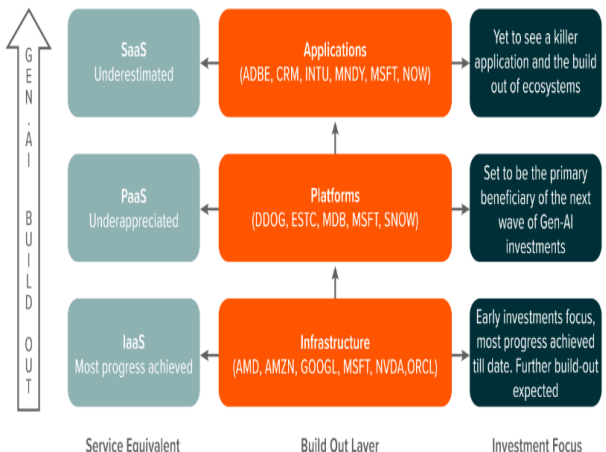 GEN.AI BUILD OUT
SaaS
Underestimated
Applications
(ADBE, CRM, INTU, MNDY, MSFT, NOW)
Yet to see a killer
application and the build
out of ecosystems
PaaS
Underappreciated
Platforms
(DDOG, ESTC, MDB, MSFT, SNOW)
Set to be the primary
beneficiary of the next
wave of Gen-AI
investments
IaaS
Most progress achieved
Infrastructure
(AMD, AMZN, GOOGL, MSFT, NVDA,ORCL)
Early investments focus,
most progress achieved
till date. Further build-out
expected
Service Equivalent
Build Out Layer
Investment Focus